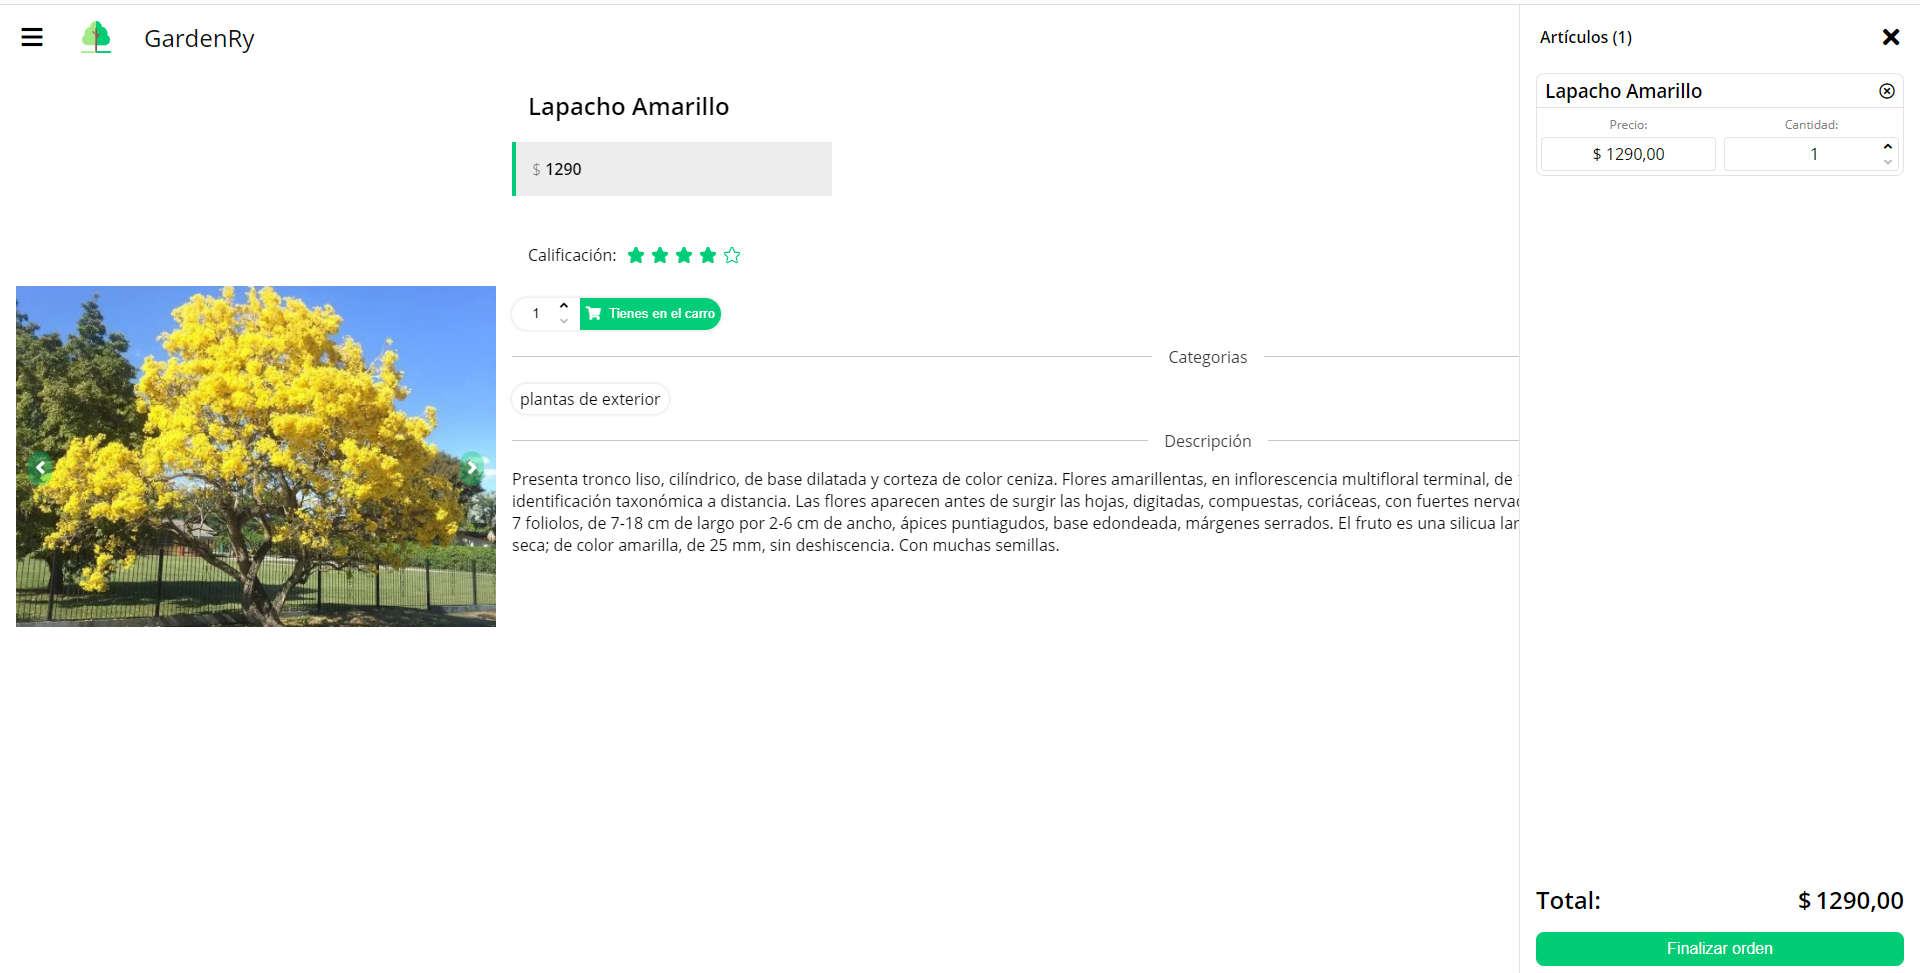 GardenRy
Lapacho Amarillo
$ 1290
Calificación:
1
Tienes en el carro
Categorias
plantas de exterior
Descripción
Presenta tronco liso, cilíndrico, de base dilatada y corteza de color ceniza. Flores amarillentas, en inflorescencia multifloral terminal, de
identificación taxonómica a distancia. Las flores aparecen antes de surgir las hojas, digitadas, compuestas, coriáceas, con fuertes
7 foliolos, de 7-18 cm de largo por 2-6 cm de ancho, ápices puntiagudos, base edondeada, márgenes serrados. El fruto es una silicua
seca; de color amarilla, de 25 mm, sin deshiscencia. Con muchas semillas.
Artículos (1)
Lapacho Amarillo
Precio:
Cantidad:
$ 1290,00
1
Total:
$ 1290,00
Finalizar orden